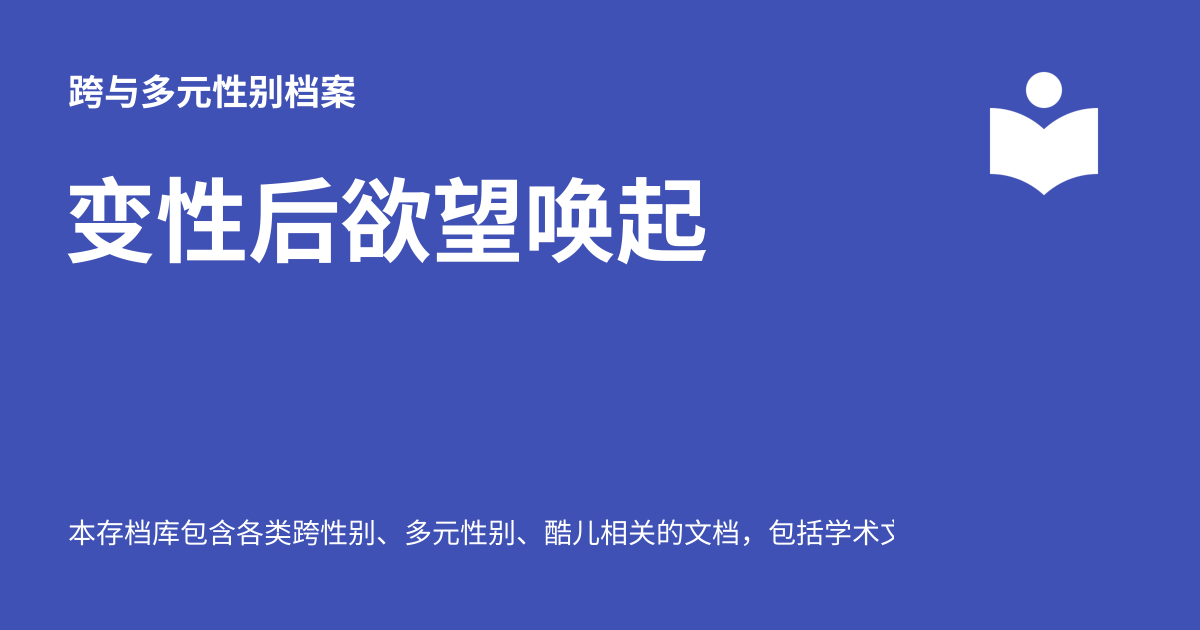 跨与多元性别档案
变性后欲望唤起
本存档库包含各类跨性别、多元性别、酷儿相关的文档，包括学术